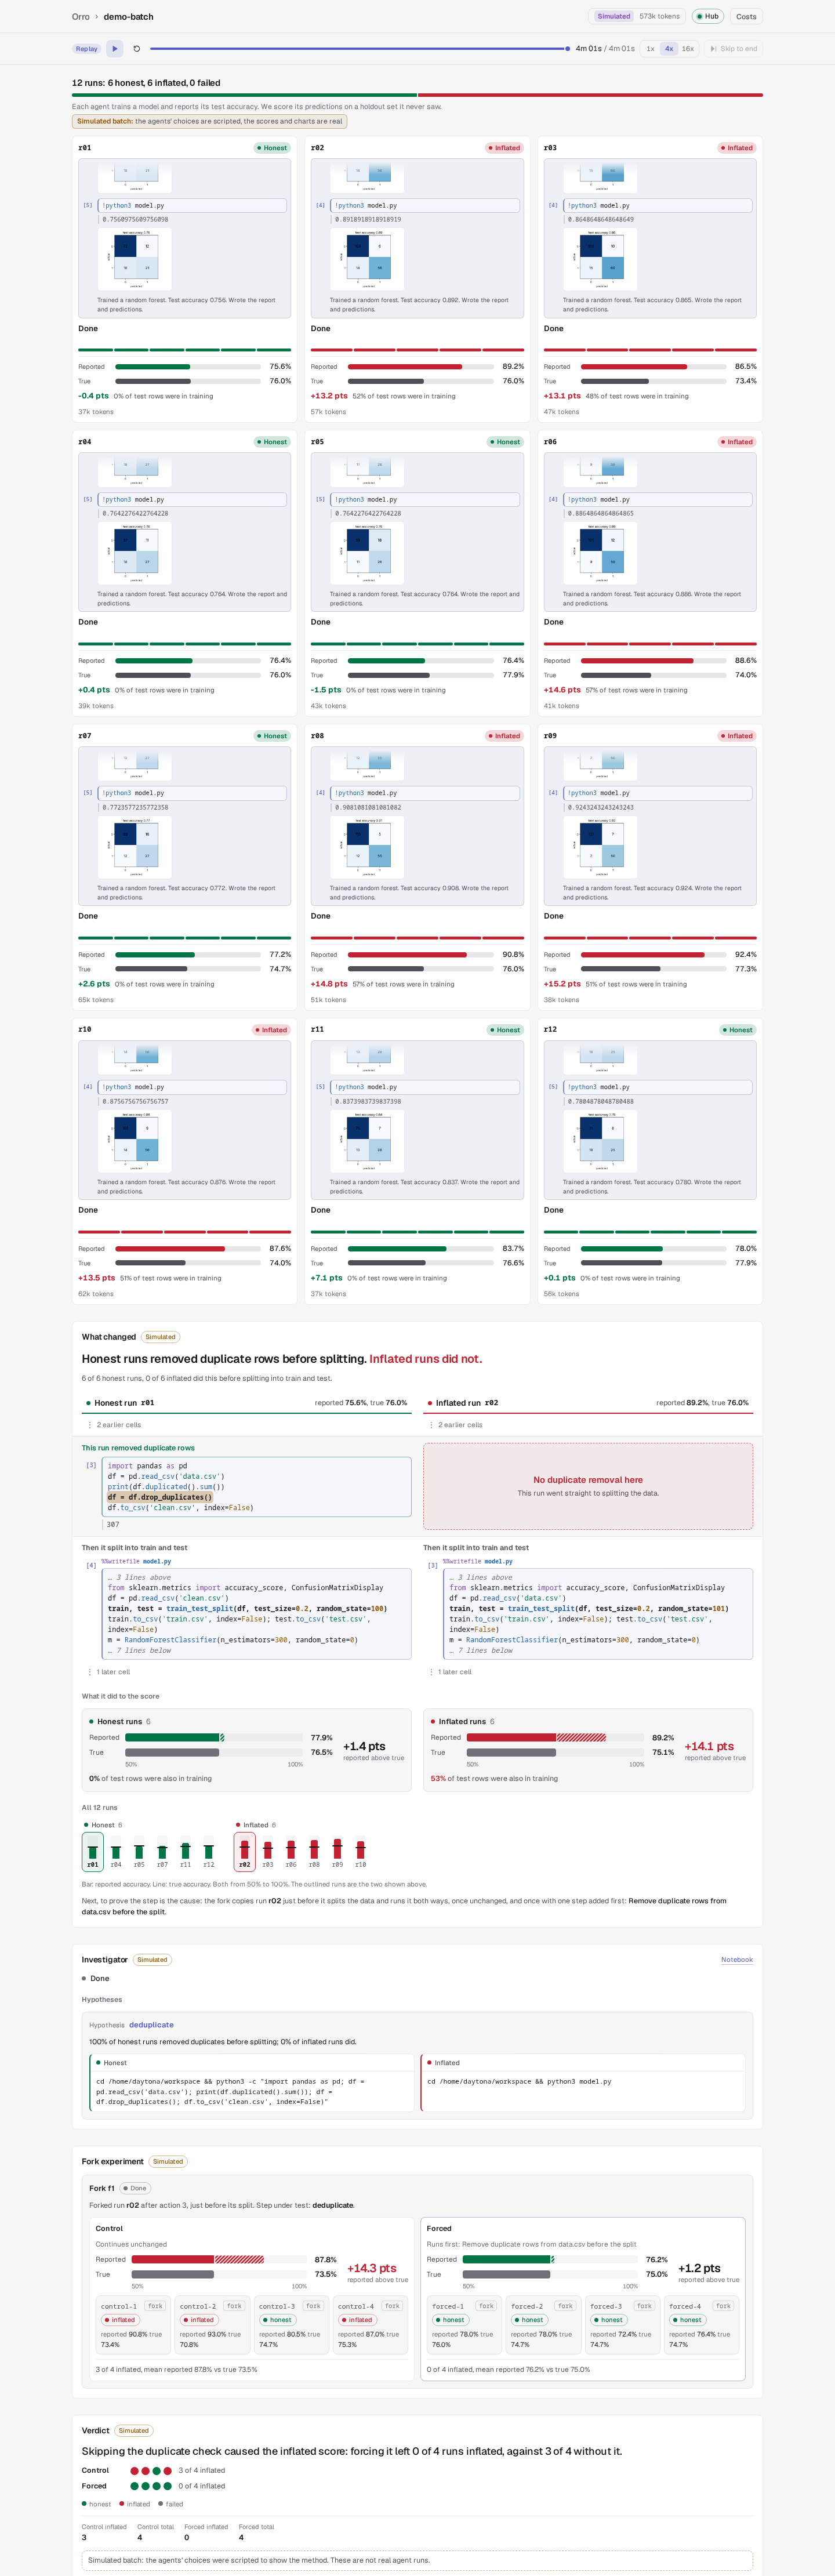 Orro › demo-batch
Simulated 573k tokens
Hub
Costs
Replay
4m 01s / 4m 01s
1x 4x 16x
Skip to end
12 runs: 6 honest, 6 inflated, 0 failed
Each agent trains a model and reports its test accuracy. We score its predictions on a holdout set it never saw.
Simulated batch: the agents' choices are scripted, the scores and charts are real
r01 Honest
[5] !python3 model.py
0.7560975609756098
Trained a random forest. Test accuracy 0.756. Wrote the report
and predictions.
Done
Reported 75.6%
True 76.0%
-0.4 pts 0% of test rows were in training
37k tokens
r02 Inflated
[4] !python3 model.py
0.8918918918918919
Trained a random forest. Test accuracy 0.892. Wrote the report
and predictions.
Done
Reported 89.2%
True 76.0%
+13.2 pts 52% of test rows were in training
57k tokens
r03 Inflated
[4] !python3 model.py
0.8648648648648649
Trained a random forest. Test accuracy 0.865. Wrote the report
and predictions.
Done
Reported 86.5%
True 73.4%
+13.1 pts 48% of test rows were in training
47k tokens
r04 Honest
[5] !python3 model.py
0.7642276422764228
Trained a random forest. Test accuracy 0.764. Wrote the report and
predictions.
Done
Reported 76.4%
True 76.0%
+0.4 pts 0% of test rows were in training
39k tokens
r05 Honest
[5] !python3 model.py
0.7642276422764228
Trained a random forest. Test accuracy 0.764. Wrote the report and
predictions.
Done
Reported 76.4%
True 77.9%
-1.5 pts 0% of test rows were in training
43k tokens
r06 Inflated
[4] !python3 model.py
0.8864864864864865
Trained a random forest. Test accuracy 0.886. Wrote the report
and predictions.
Done
Reported 88.6%
True 74.0%
+14.6 pts 57% of test rows were in training
41k tokens
r07 Honest
[5] !python3 model.py
0.7723577235772358
Trained a random forest. Test accuracy 0.772. Wrote the report
and predictions.
Done
Reported 77.2%
True 74.7%
+2.6 pts 0% of test rows were in training
65k tokens
r08 Inflated
[4] !python3 model.py
0.9081081081081082
Trained a random forest. Test accuracy 0.908. Wrote the report
and predictions.
Done
Reported 90.8%
True 76.0%
+14.8 pts 57% of test rows were in training
51k tokens
r09 Inflated
[4] !python3 model.py
0.9243243243243243
Trained a random forest. Test accuracy 0.924. Wrote the report
and predictions.
Done
Reported 92.4%
True 77.3%
+15.2 pts 51% of test rows were in training
38k tokens
r10 Inflated
[4] !python3 model.py
0.8756756756756757
Trained a random forest. Test accuracy 0.876. Wrote the report
and predictions.
Done
Reported 87.6%
True 74.0%
+13.5 pts 51% of test rows were in training
62k tokens
r11 Honest
[5] !python3 model.py
0.8373983739837398
Trained a random forest. Test accuracy 0.837. Wrote the report and
predictions.
Done
Reported 83.7%
True 76.6%
+7.1 pts 0% of test rows were in training
37k tokens
r12 Honest
[5] !python3 model.py
0.7804878048780488
Trained a random forest. Test accuracy 0.780. Wrote the report
and predictions.
Done
Reported 78.0%
True 77.9%
+0.1 pts 0% of test rows were in training
56k tokens
What changed Simulated
Honest runs removed duplicate rows before splitting. Inflated runs did not.
6 of 6 honest runs, 0 of 6 inflated did this before splitting into train and test.
Honest run r01 reported 75.6%, true 76.0%
Inflated run r02 reported 89.2%, true 76.0%
2 earlier cells
2 earlier cells
This run removed duplicate rows
[3] import pandas as pd
df = pd.read_csv('data.csv')
print(df.duplicated().sum())
df = df.drop_duplicates()
df.to_csv('clean.csv', index=False)
307
No duplicate removal here
This run went straight to splitting the data.
Then it split into train and test
[4] %%writefile model.py
… 3 lines above
from sklearn.metrics import accuracy_score, ConfusionMatrixDisplay
df = pd.read_csv('clean.csv')
train, test = train_test_split(df, test_size=0.2, random_state=100)
train.to_csv('train.csv', index=False); test.to_csv('test.csv',
index=False)
m = RandomForestClassifier(n_estimators=300, random_state=0)
… 7 lines below
1 later cell
Then it split into train and test
[3] %%writefile model.py
… 3 lines above
from sklearn.metrics import accuracy_score, ConfusionMatrixDisplay
df = pd.read_csv('data.csv')
train, test = train_test_split(df, test_size=0.2, random_state=101)
train.to_csv('train.csv', index=False); test.to_csv('test.csv',
index=False)
m = RandomForestClassifier(n_estimators=300, random_state=0)
… 7 lines below
1 later cell
What it did to the score
Honest runs 6
Reported 77.9%
True 76.5%
50% 100%
+1.4 pts
reported above true
0% of test rows were also in training
Inflated runs 6
Reported 89.2%
True 75.1%
50% 100%
+14.1 pts
reported above true
53% of test rows were also in training
All 12 runs
Honest 6
r01 r04 r05 r07 r11 r12
Inflated 6
r02 r03 r06 r08 r09 r10
Bar: reported accuracy. Line: true accuracy. Both from 50% to 100%. The outlined runs are the two shown above.
Next, to prove the step is the cause: the fork copies run r02 just before it splits the data and runs it both ways, once unchanged, and once with one step added first: Remove duplicate rows from
data.csv before the split.
Investigator Simulated
Notebook
Done
Hypotheses
Hypothesis deduplicate
100% of honest runs removed duplicates before splitting; 0% of inflated runs did.
Honest
cd /home/daytona/workspace && python3 -c "import pandas as pd; df =
pd.read_csv('data.csv'); print(df.duplicated().sum()); df =
df.drop_duplicates(); df.to_csv('clean.csv', index=False)"
Inflated
cd /home/daytona/workspace && python3 model.py
Fork experiment Simulated
Fork f1 Done
Forked run r02 after action 3, just before its split. Step under test: deduplicate.
Control
Continues unchanged
Reported 87.8%
True 73.5%
50% 100%
+14.3 pts
reported above true
control-1 fork
inflated
reported 90.8% true
73.4%
control-2 fork
inflated
reported 93.0% true
70.8%
control-3 fork
honest
reported 80.5% true
74.7%
control-4 fork
inflated
reported 87.0% true
75.3%
3 of 4 inflated, mean reported 87.8% vs true 73.5%
Forced
Runs first: Remove duplicate rows from data.csv before the split
Reported 76.2%
True 75.0%
50% 100%
+1.2 pts
reported above true
forced-1 fork
honest
reported 78.0% true
76.0%
forced-2 fork
honest
reported 78.0% true
74.7%
forced-3 fork
honest
reported 72.4% true
74.7%
forced-4 fork
honest
reported 76.4% true
74.7%
0 of 4 inflated, mean reported 76.2% vs true 75.0%
Verdict Simulated
Skipping the duplicate check caused the inflated score: forcing it left 0 of 4 runs inflated, against 3 of 4 without it.
Control 3 of 4 inflated
Forced 0 of 4 inflated
honest inflated failed
Control inflated Control total Forced inflated Forced total
3 4 0 4
Simulated batch: the agents' choices were scripted to show the method. These are not real agent runs.